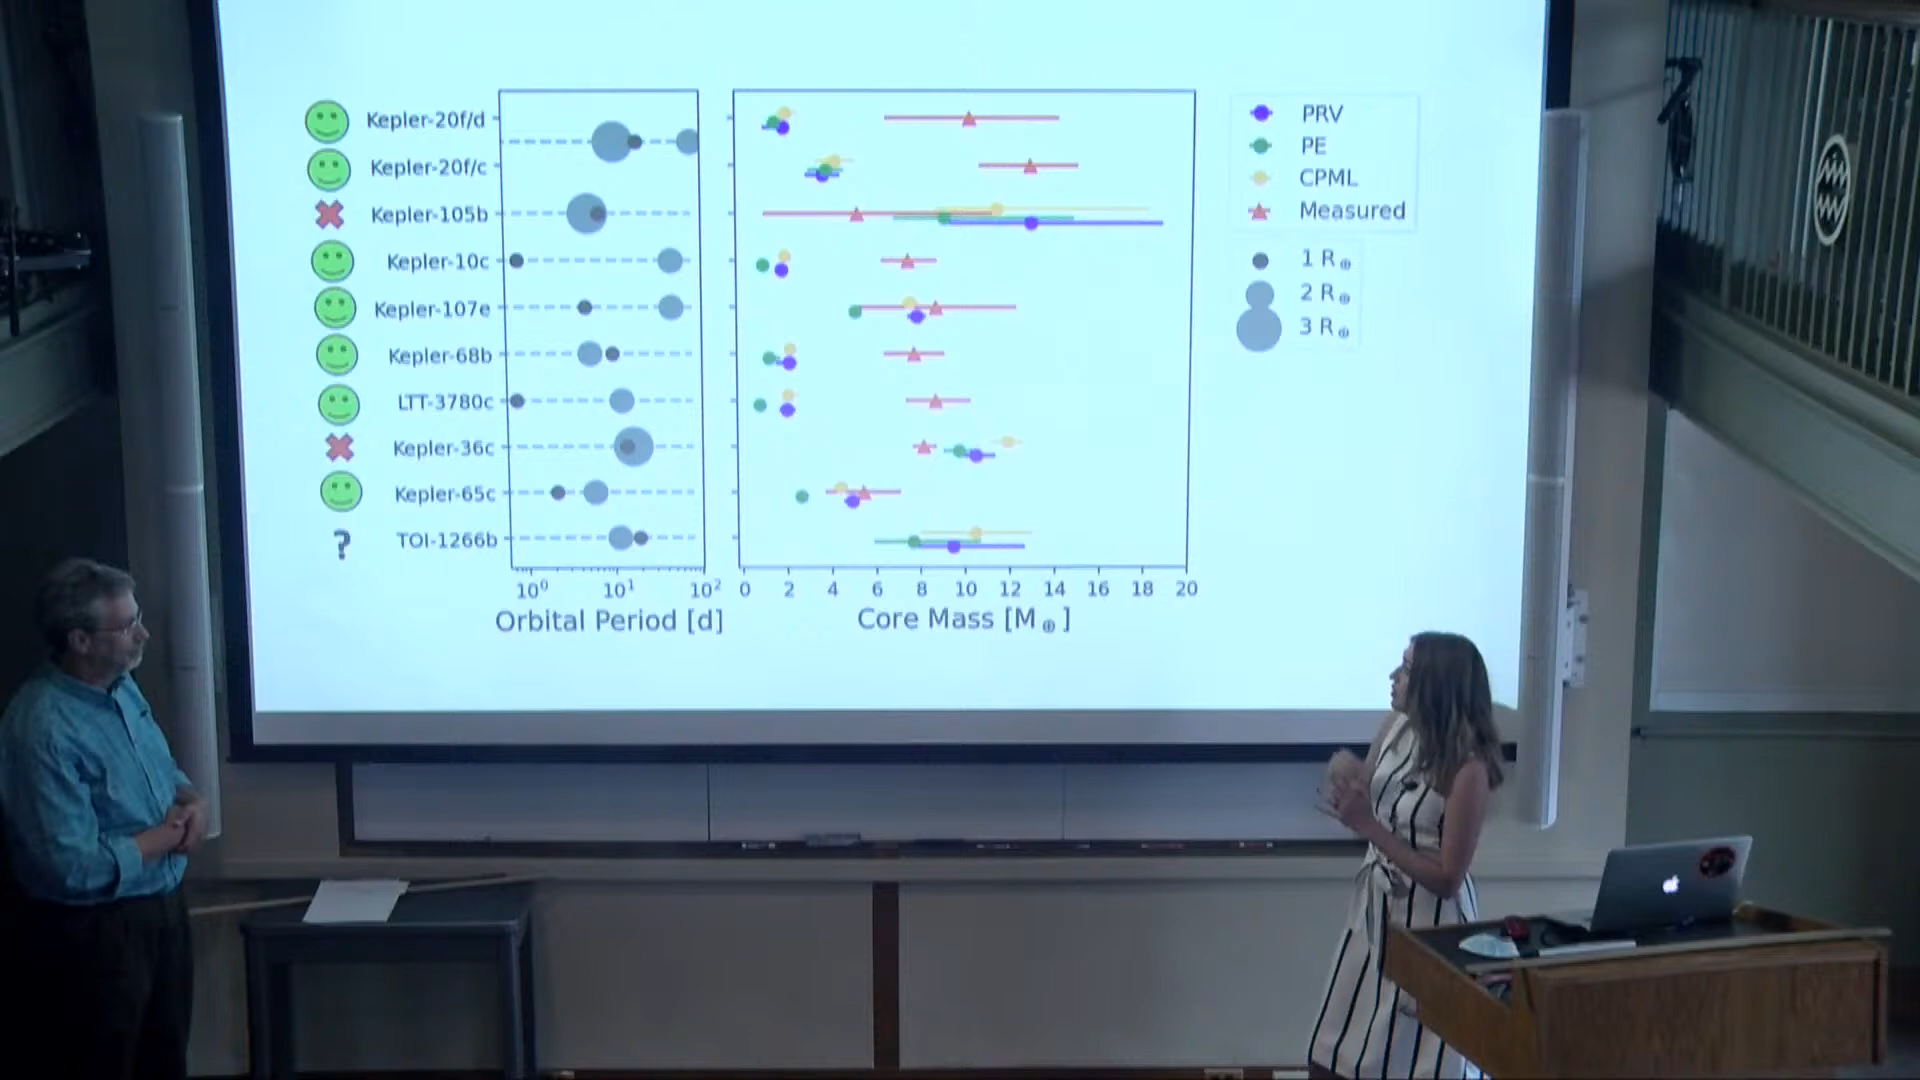 Kepler-20f/d
Kepler-20f/c
Kepler-105b
Kepler-10c
Kepler-107e
Kepler-68b
LTT-3780c
Kepler-36c
Kepler-65c
? TOI-1266b
10⁰ 10¹ 10²
Orbital Period [d]
0 2 4 6 8 10 12 14 16 18 20
Core Mass [M⊕]
PRV
PE
CPML
Measured
1 R⊕
2 R⊕
3 R⊕